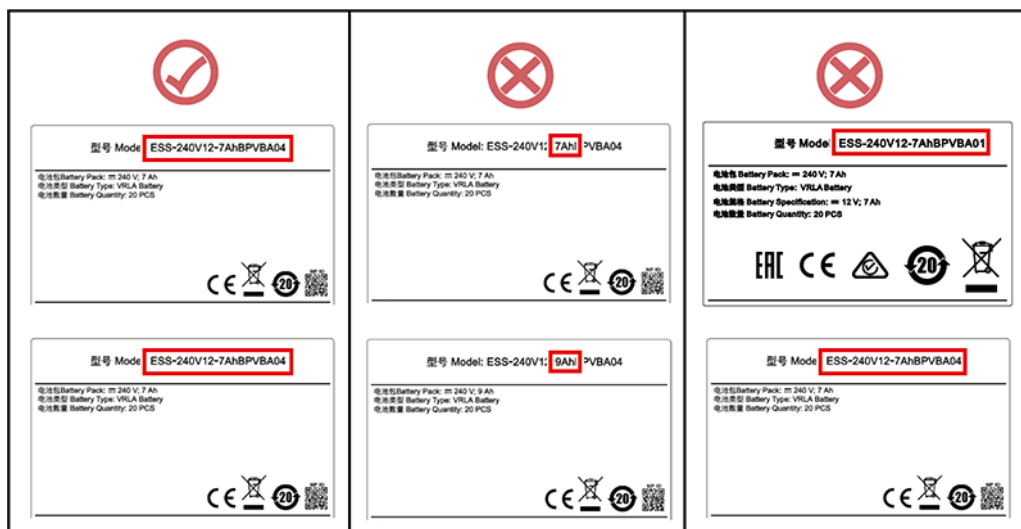 型号 Mode ESS-240V12-7AhBPVBA04
电池包Battery Pack: ⎓ 240 V; 7 Ah
电池类型 Battery Type: VRLA Battery
电池数量 Battery Quantity: 20 PCS
CE
20
型号 Mode ESS-240V12-7AhBPVBA04
电池包Battery Pack: ⎓ 240 V; 7 Ah
电池类型 Battery Type: VRLA Battery
电池数量 Battery Quantity: 20 PCS
CE
20
型号 Model: ESS-240V12 7Ah PVBA04
电池包Battery Pack: ⎓ 240 V; 7 Ah
电池类型 Battery Type: VRLA Battery
电池数量 Battery Quantity: 20 PCS
CE
20
型号 Model: ESS-240V12 9Ah PVBA04
电池包Battery Pack: ⎓ 240 V; 9 Ah
电池类型 Battery Type: VRLA Battery
电池数量 Battery Quantity: 20 PCS
CE
20
型号 Mode ESS-240V12-7AhBPVBA01
电池包 Battery Pack: ⎓ 240 V; 7 Ah
电池类型 Battery Type: VRLA Battery
电池规格 Battery Specification: ⎓ 12 V; 7 Ah
电池数量 Battery Quantity: 20 PCS
EAC CE 20
型号 Mode ESS-240V12-7AhBPVBA04
电池包Battery Pack: ⎓ 240 V; 7 Ah
电池类型 Battery Type: VRLA Battery
电池数量 Battery Quantity: 20 PCS
CE
20